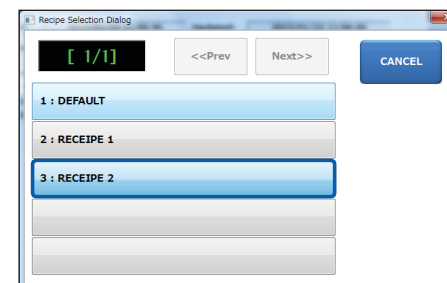 Recipe Selection Dialog
[ 1/1]
<<Prev
Next>>
CANCEL
1 : DEFAULT
2 : RECEIPE 1
3 : RECEIPE 2